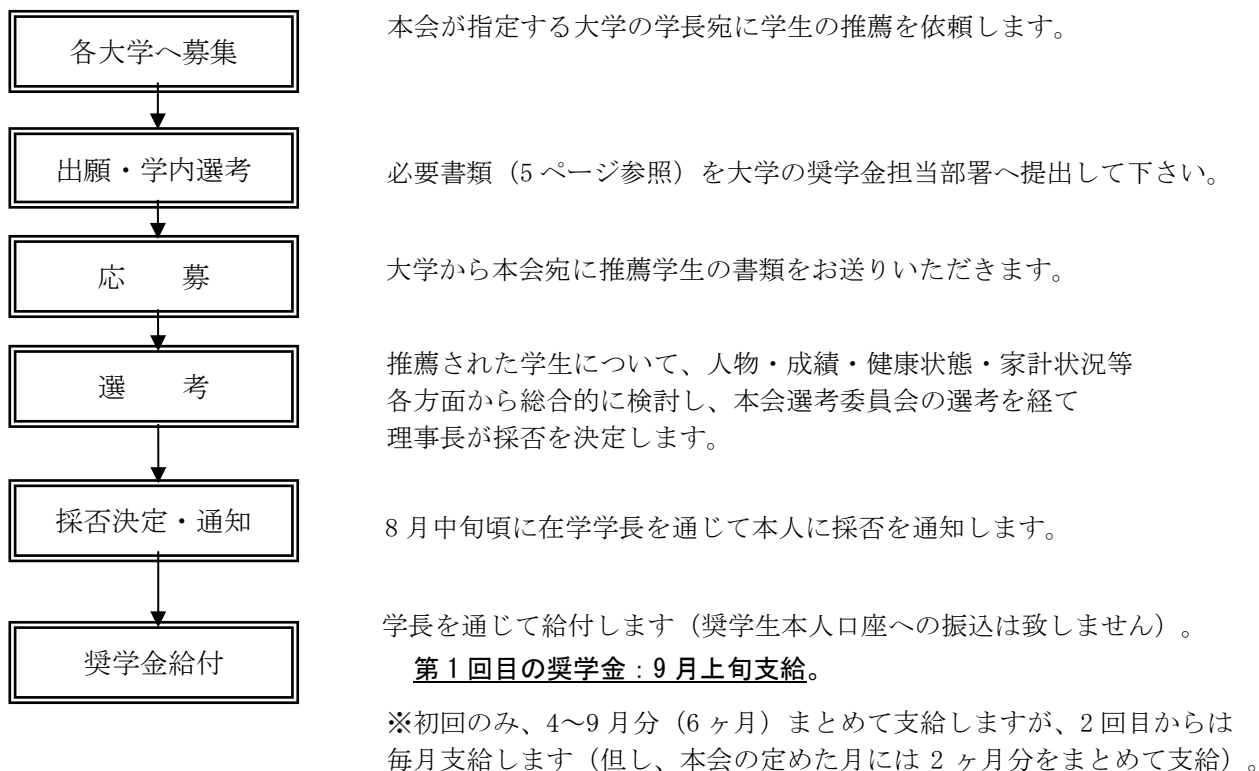 各大学へ募集
本会が指定する大学の学長宛に学生の推薦を依頼します。
出願・学内選考
必要書類（5 ページ参照）を大学の奨学金担当部署へ提出して下さい。
応　　募
大学から本会宛に推薦学生の書類をお送りいただきます。
選　　考
推薦された学生について、人物・成績・健康状態・家計状況等
各方面から総合的に検討し、本会選考委員会の選考を経て
理事長が採否を決定します。
採否決定・通知
8 月中旬頃に在学学長を通じて本人に採否を通知します。
奨学金給付
学長を通じて給付します（奨学生本人口座への振込は致しません）。
第 1 回目の奨学金：9 月上旬支給。
※初回のみ、4～9 月分（6 ヶ月）まとめて支給しますが、2 回目からは
毎月支給します（但し、本会の定めた月には 2 ヶ月分をまとめて支給）。